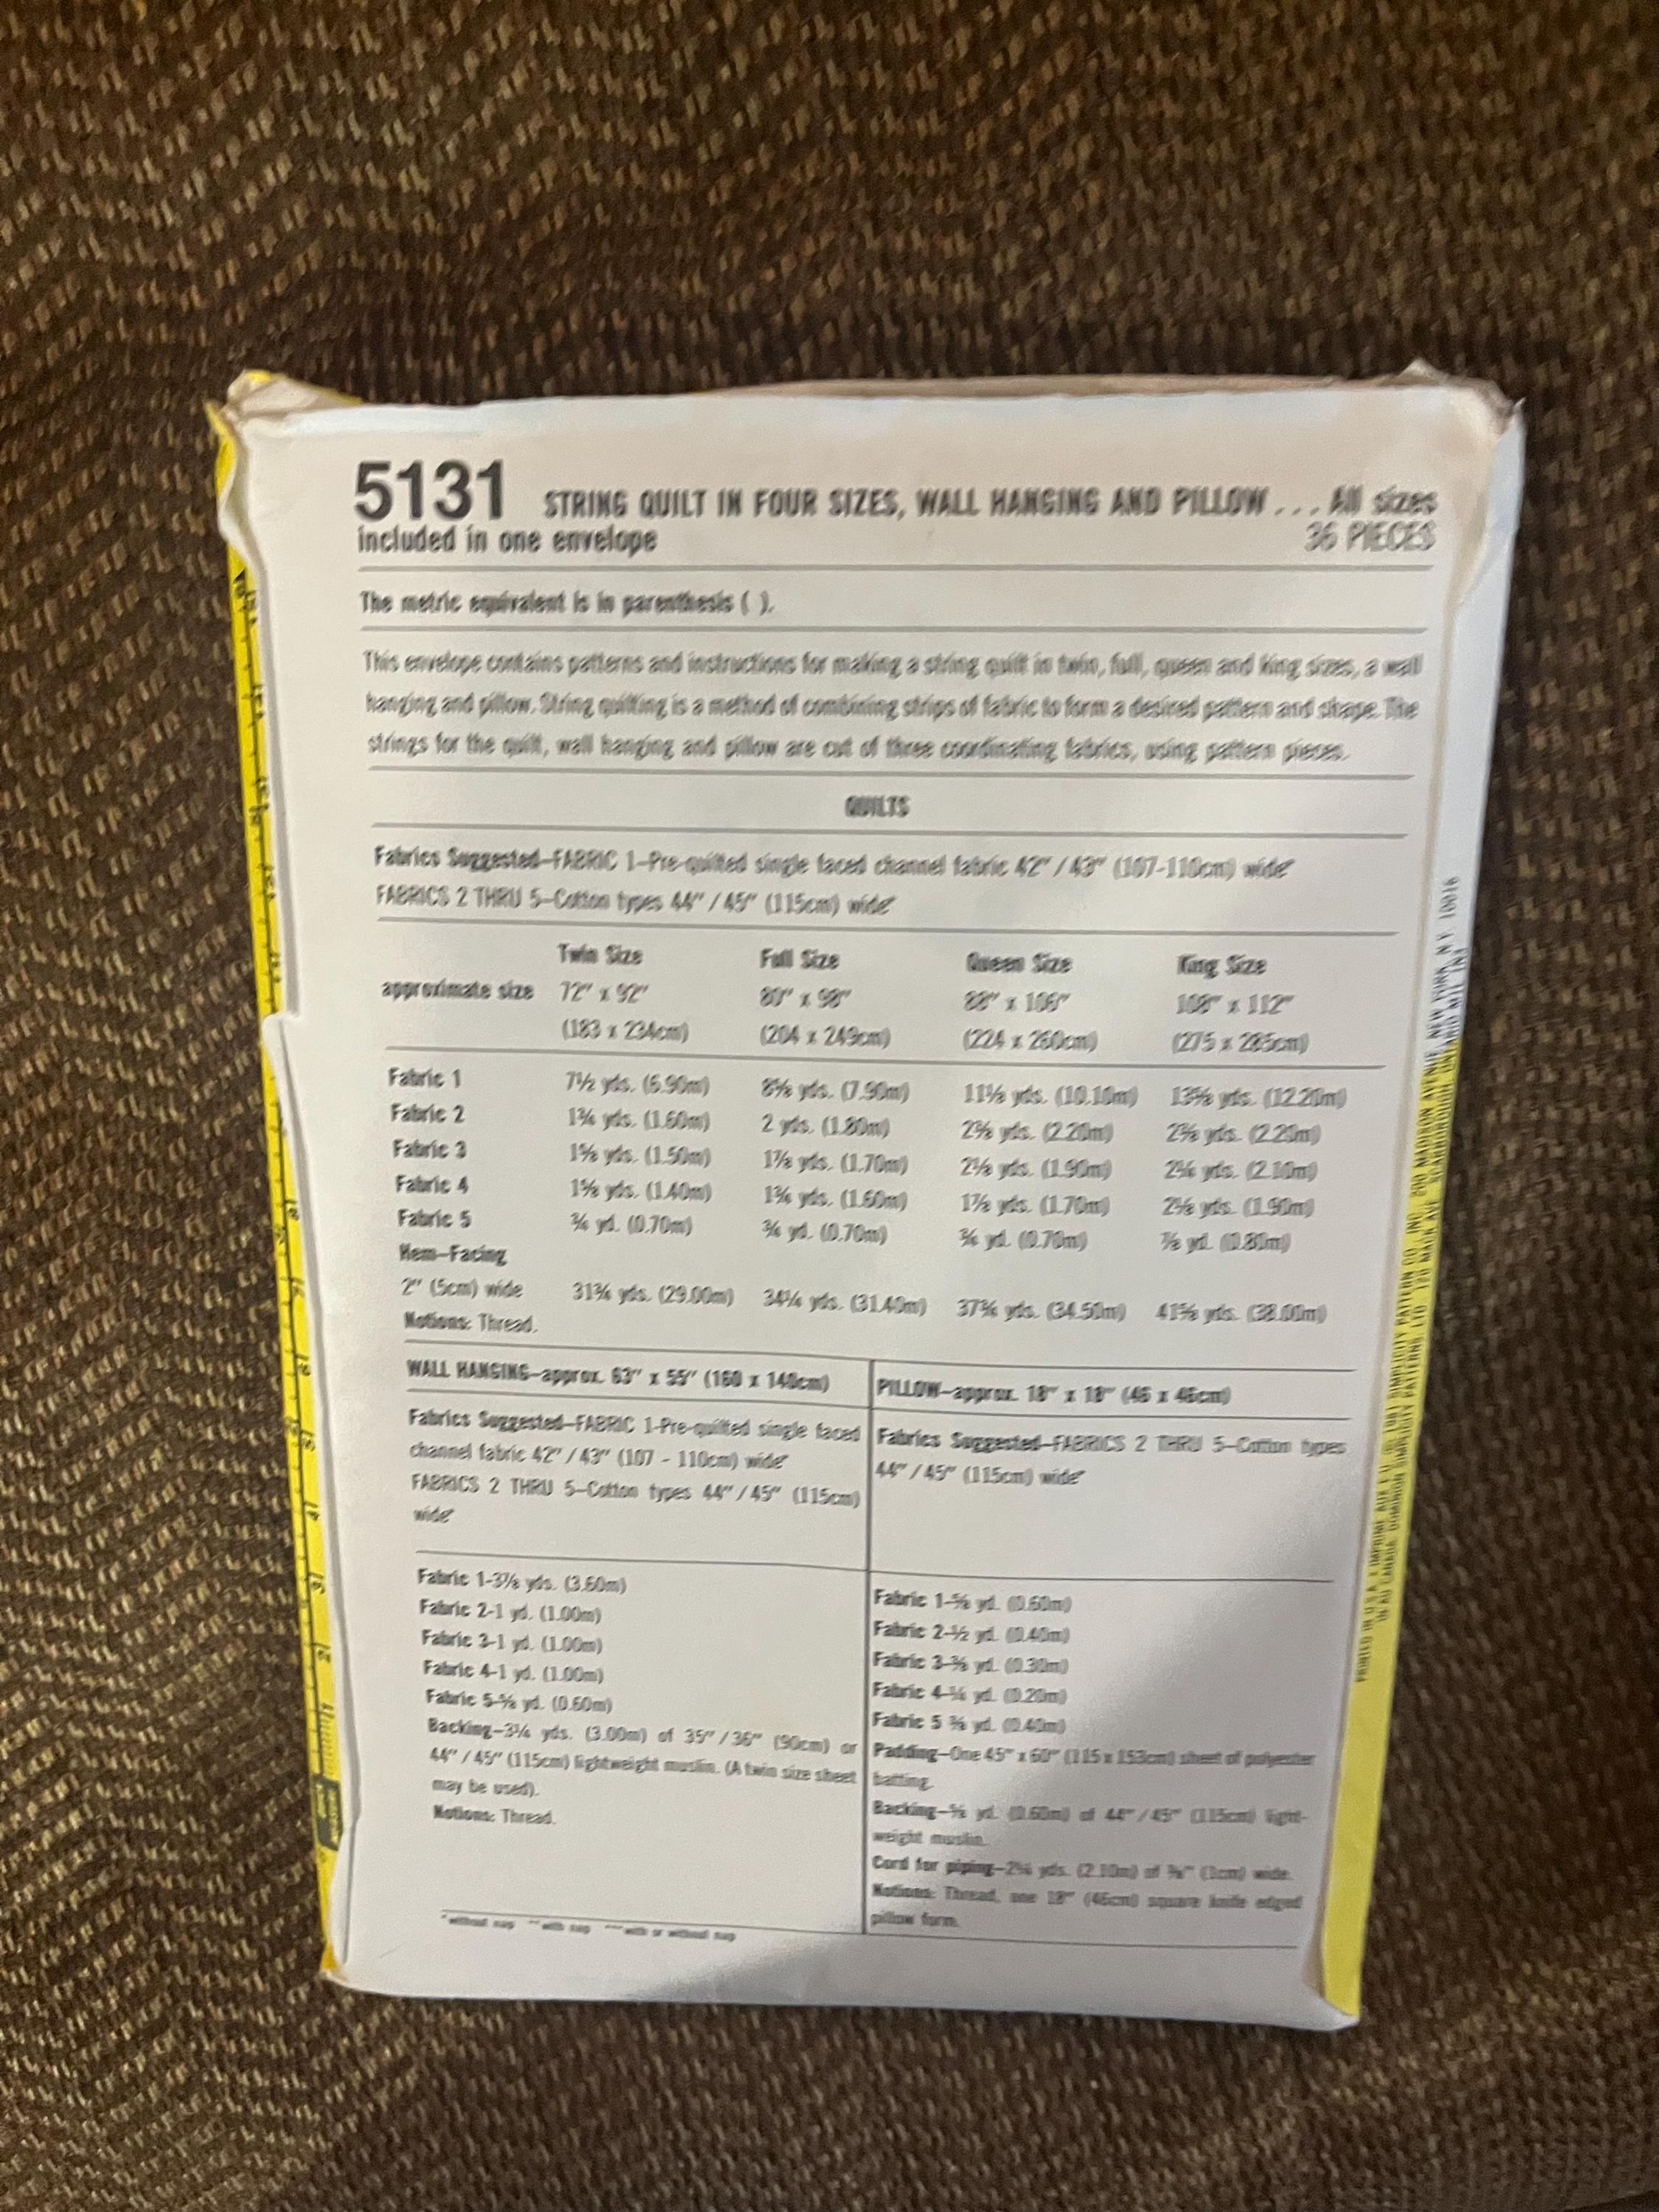 5131 STRING QUILT IN FOUR SIZES, WALL HANGING AND PILLOW . . . All sizes
included in one envelope 36 PIECES
The metric equivalent is in parenthesis ( ).
This envelope contains patterns and instructions for making a string quilt in twin, full, queen and king sizes, a wall
hanging and pillow. String quilting is a method of combining strips of fabric to form a desired pattern and shape. The
strings for the quilt, wall hanging and pillow are cut of three coordinating fabrics, using pattern pieces.
QUILTS
Fabrics Suggested—FABRIC 1—Pre-quilted single faced channel fabric 42" / 43" (107-110cm) wide*
FABRICS 2 THRU 5—Cotton types 44" / 45" (115cm) wide*
Twin Size Full Size Queen Size King Size
approximate size 72" x 92" 80" x 98" 88" x 106" 108" x 112"
(183 x 234cm) (204 x 249cm) (224 x 260cm) (275 x 285cm)
Fabric 1 7½ yds. (6.90m) 8⅝ yds. (7.90m) yds. (10.10m) yds. (12.20m)
Fabric 2 1¾ yds. (1.60m) 2 yds. (1.80m) 2⅜ yds. (2.20m) 2⅜ yds. (2.20m)
Fabric 3 1⅝ yds. (1.50m) 1⅞ yds. (1.70m) 2⅛ yds. (1.90m) 2¼ yds. (2.10m)
Fabric 4 yds. (1.40m) 1¾ yds. (1.60m) 1⅞ yds. (1.70m) 2⅛ yds. (1.90m)
Fabric 5 ¾ yd. (0.70m) ¾ yd. (0.70m) ¾ yd. (0.70m) ⅞ yd. (0.80m)
Hem—Facing
2" (5cm) wide 31¾ yds. (29.00m) 34¼ yds. (31.40m) 37¾ yds. (34.50m) 41⅝ yds. (38.00m)
Notions: Thread.
WALL HANGING—approx. 63" x 55" (160 x 140cm)
Fabrics Suggested—FABRIC 1-Pre-quilted single faced
channel fabric 42" / 43" (107 - 110cm) wide*
FABRICS 2 THRU 5—Cotton types 44" / 45" (115cm)
wide*
Fabric 1-3⅞ yds. (3.60m)
Fabric 2-1 yd. (1.00m)
Fabric 3-1 yd. (1.00m)
Fabric 4-1 yd. (1.00m)
Fabric 5-⅝ yd. (0.60m)
Backing—3¼ yds. (3.00m) of 35" / 36" (90cm) or
44" / 45" (115cm) lightweight muslin. (A twin size sheet
may be used).
Notions: Thread.
PILLOW—approx. 18" x 18" (46 x 46cm)
Fabrics Suggested—FABRICS 2 THRU 5—Cotton types
44" / 45" (115cm) wide*
Fabric 1-⅝ yd. (0.60m)
Fabric 2-½ yd. (0.40m)
Fabric 3-⅜ yd. (0.30m)
Fabric 4-¼ yd. (0.20m)
Fabric 5 ⅜ yd. (0.40m)
Padding—One 45" x 60" (115 x 153cm) sheet of polyester
batting.
Backing—⅝ yd. (0.60m) of 44" / 45" (115cm) light-
weight muslin.
Cord for piping—2¼ yds. (2.10m) of ⅜" (1cm) wide.
Notions: Thread, one 18" (46cm) square knife edged
pillow form.
*without nap **with nap ***with or without nap
SIMPLICITY PATTERN CO. INC. 200 MADISON AVENUE, NEW YORK, N.Y. 10016